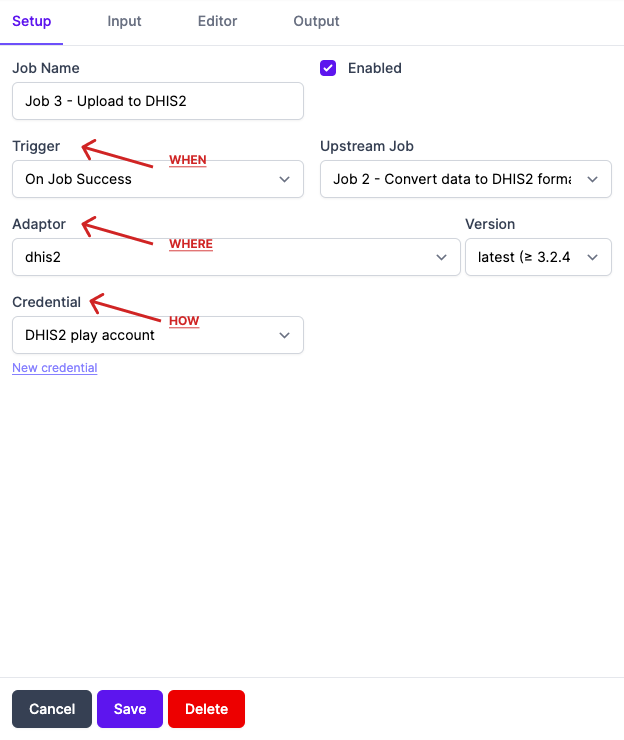 Setup Input Editor Output
Job Name
Enabled
Job 3 - Upload to DHIS2
Trigger
WHEN
Upstream Job
On Job Success
Job 2 - Convert data to DHIS2 forma
Adaptor
WHERE
Version
dhis2
latest (≥ 3.2.4
Credential
HOW
DHIS2 play account
New credential
Cancel Save Delete